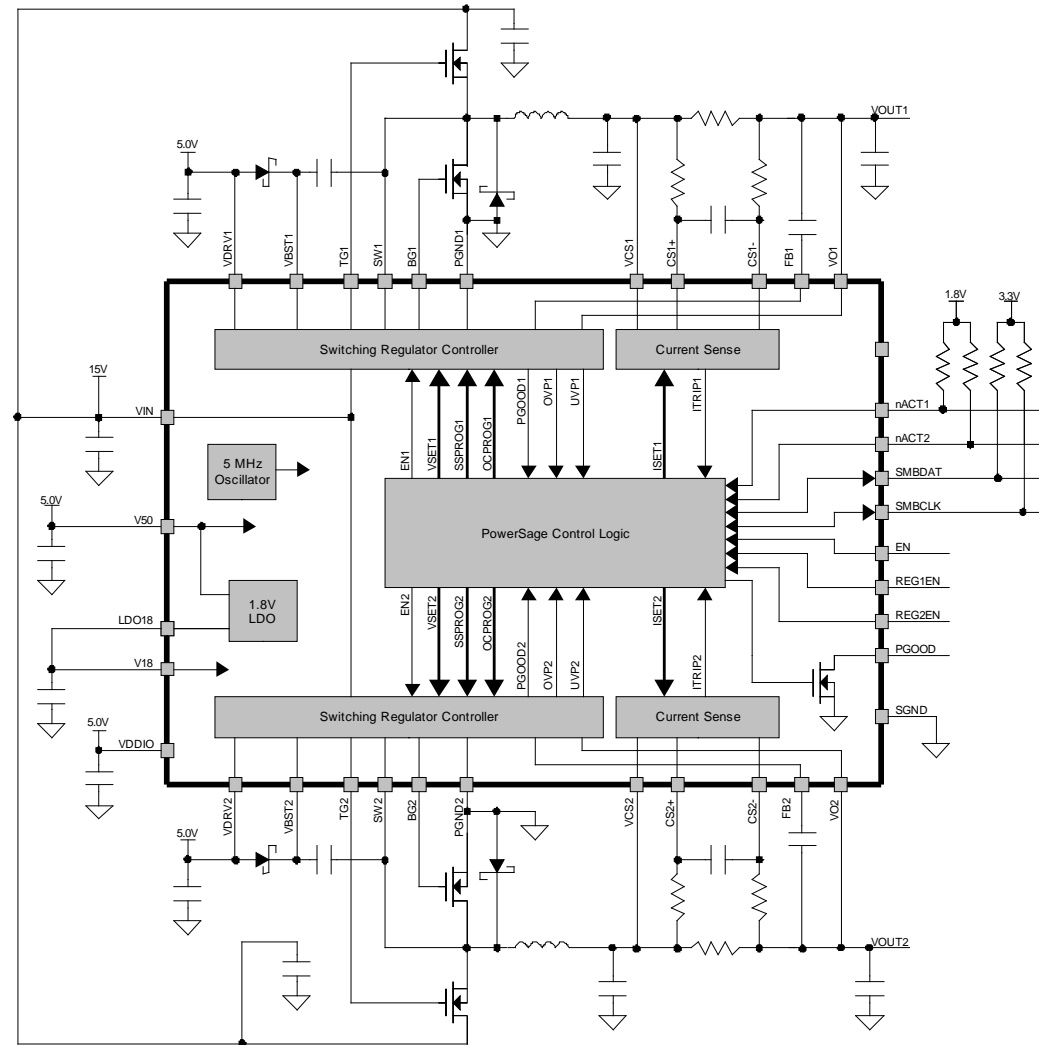 VOUT1
5.0V
VDRV1
VBST1
TG1
SW1
BG1
PGND1
VCS1
CS1+
CS1-
FB1
VO1
1.8V
3.3V
Switching Regulator Controller
Current Sense
15V
VIN
EN1
VSET1
SSPROG1
OCPROG1
PGOOD1
OVP1
UVP1
ISET1
ITRIP1
nACT1
nACT2
5 MHz
Oscillator
SMBDAT
5.0V
V50
PowerSage Control Logic
SMBCLK
EN
REG1EN
1.8V
LDO
LDO18
REG2EN
EN2
VSET2
SSPROG2
OCPROG2
PGOOD2
OVP2
UVP2
ISET2
ITRIP2
V18
PGOOD
Switching Regulator Controller
Current Sense
SGND
5.0V
VDDIO
VDRV2
VBST2
TG2
SW2
BG2
PGND2
VCS2
CS2+
CS2-
FB2
VO2
5.0V
VOUT2